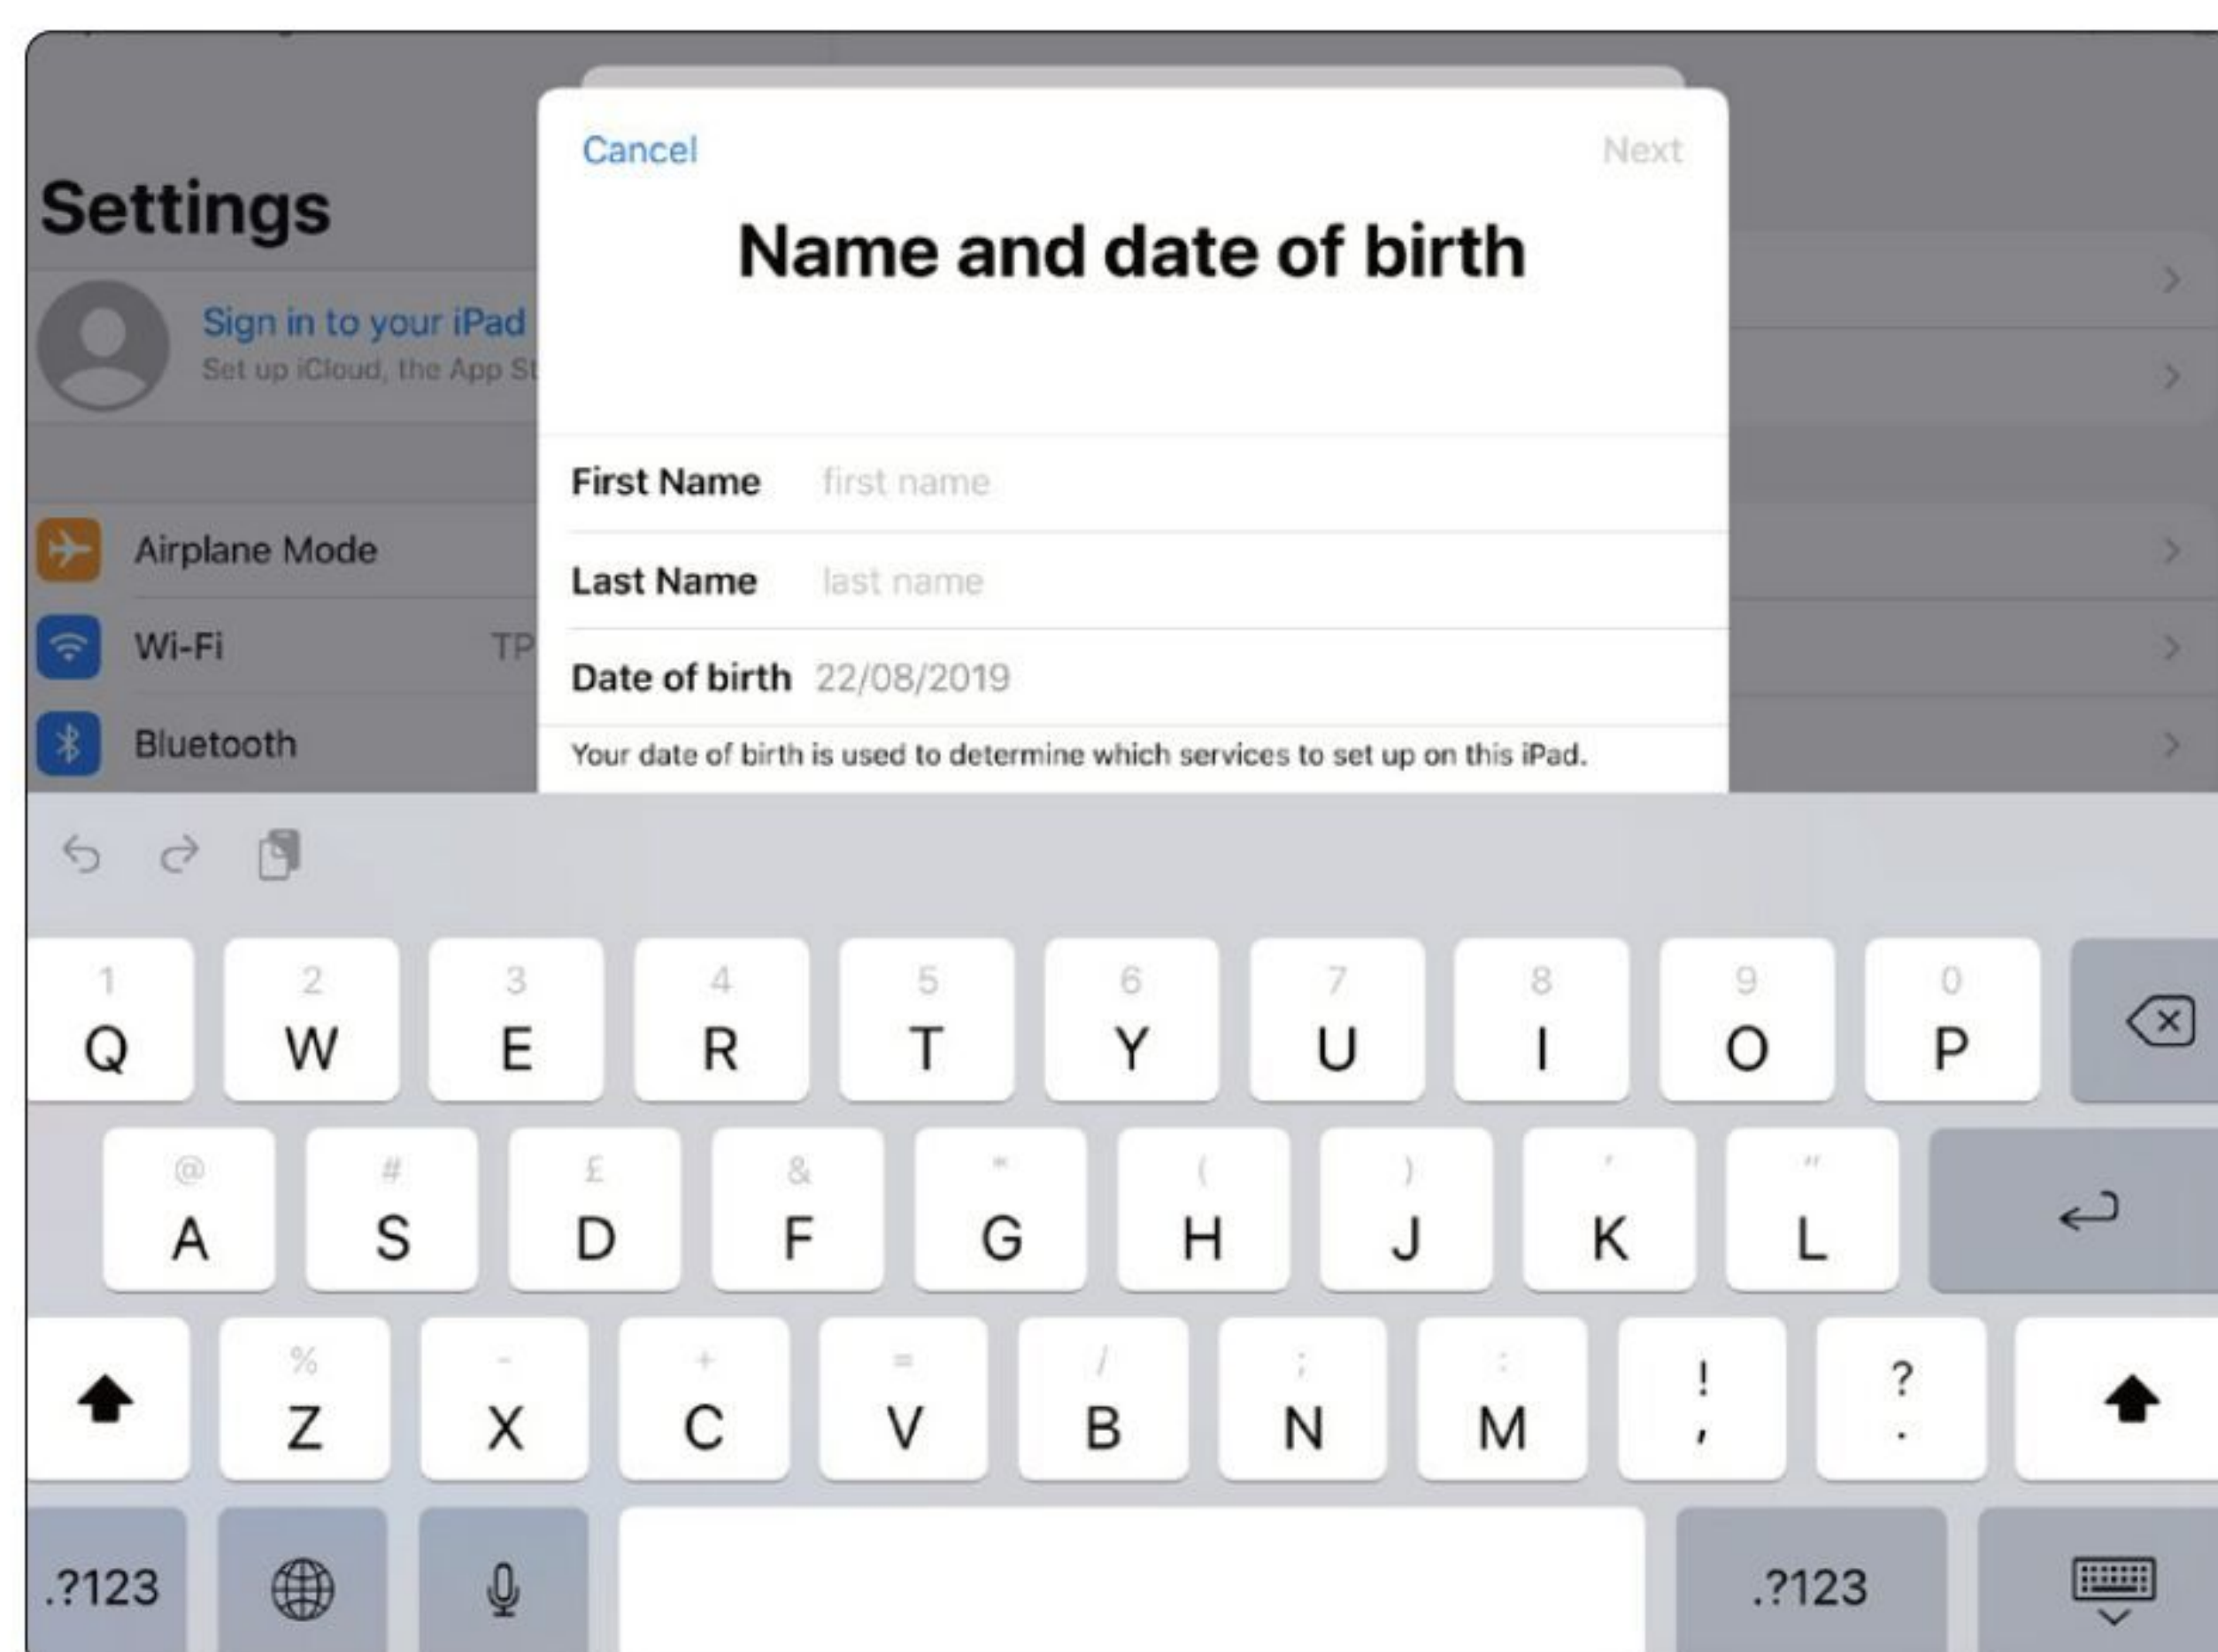 Cancel
Next
Settings
Name and date of birth
Sign in to your iPad
Set up iCloud, the App St
First Name first name
Airplane Mode
Last Name last name
Wi-Fi TP
Date of birth 22/08/2019
Bluetooth
Your date of birth is used to determine which services to set up on this iPad.
1 2 3 4 5 6 7 8 9 0
Q W E R T Y U I O P
@ # £ & * ( ) ' "
A S D F G H J K L
% - + = / ; : ! ?
Z X C V B N M , .
.?123 .?123